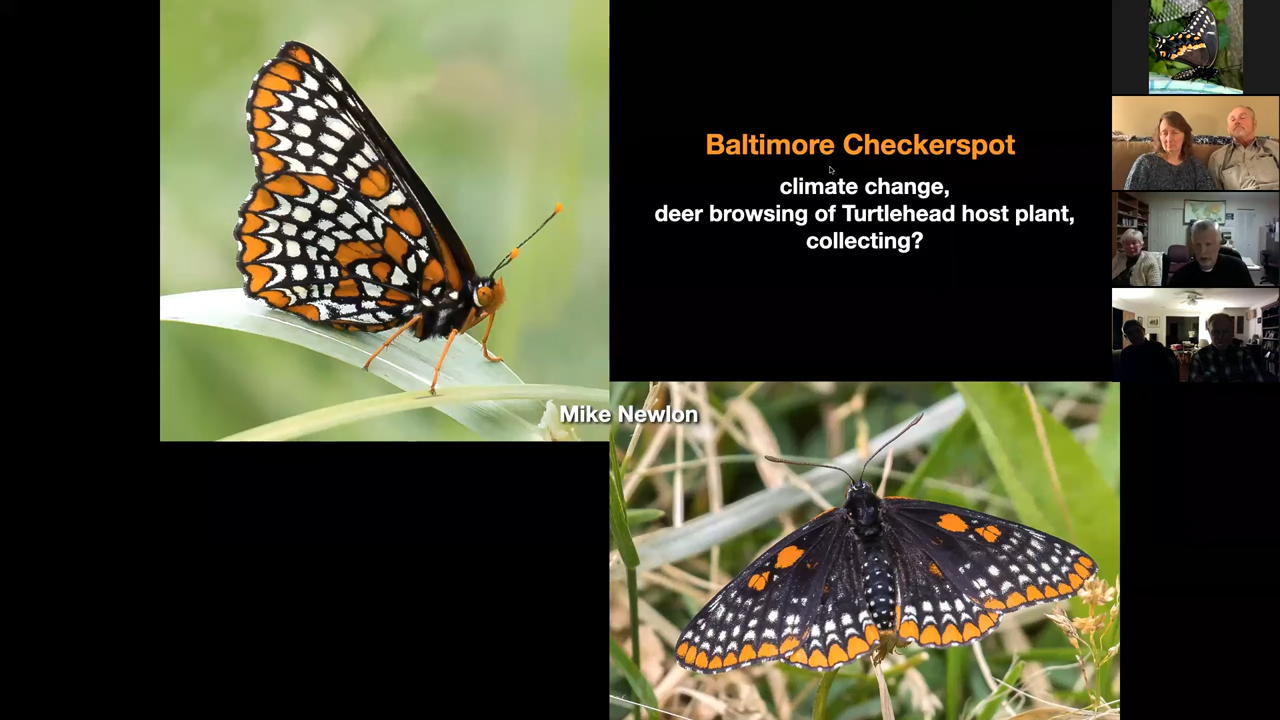 Baltimore Checkerspot
climate change,
deer browsing of Turtlehead host plant,
collecting?
Mike Newlon